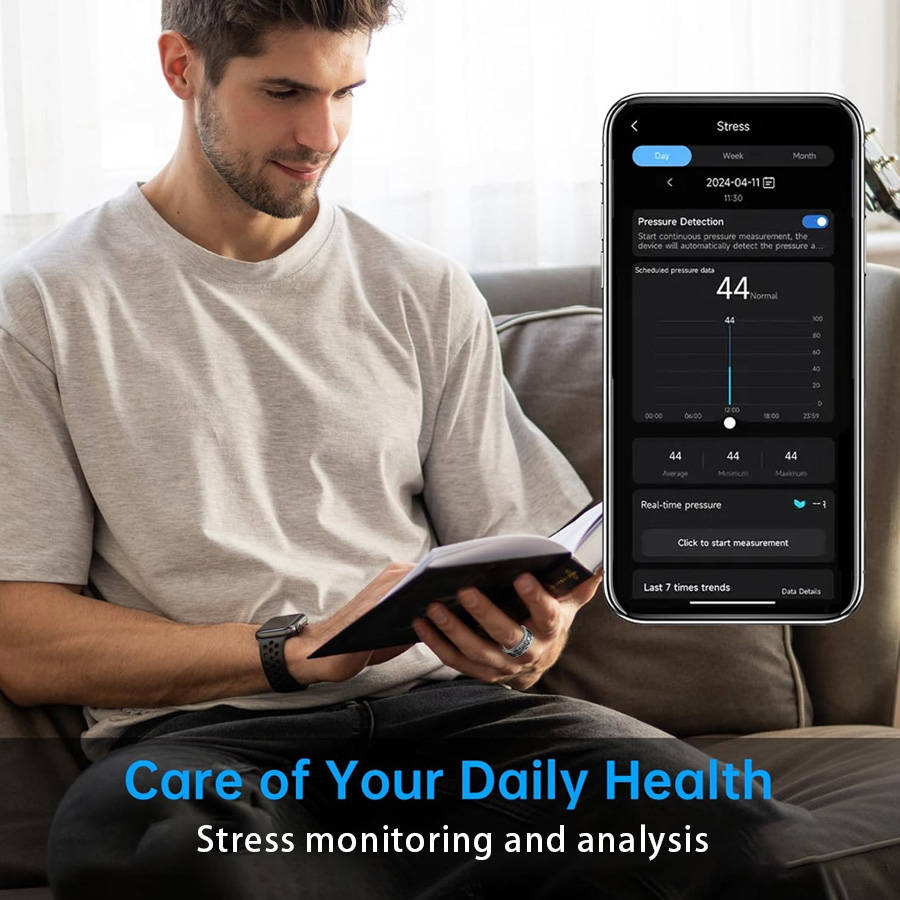 Stress
Day Week Month
2024-04-11
11:30
Pressure Detection
Start continuous pressure measurement, the
device will automatically detect the pressure a...
Scheduled pressure data
44 Normal
44
100
80
60
40
20
0
12:00
00:00 06:00 18:00 23:59
44 44 44
Average Minimum Maximum
Real-time pressure
Click to start measurement
Last 7 times trends Data Details
Care of Your Daily Health
Stress monitoring and analysis